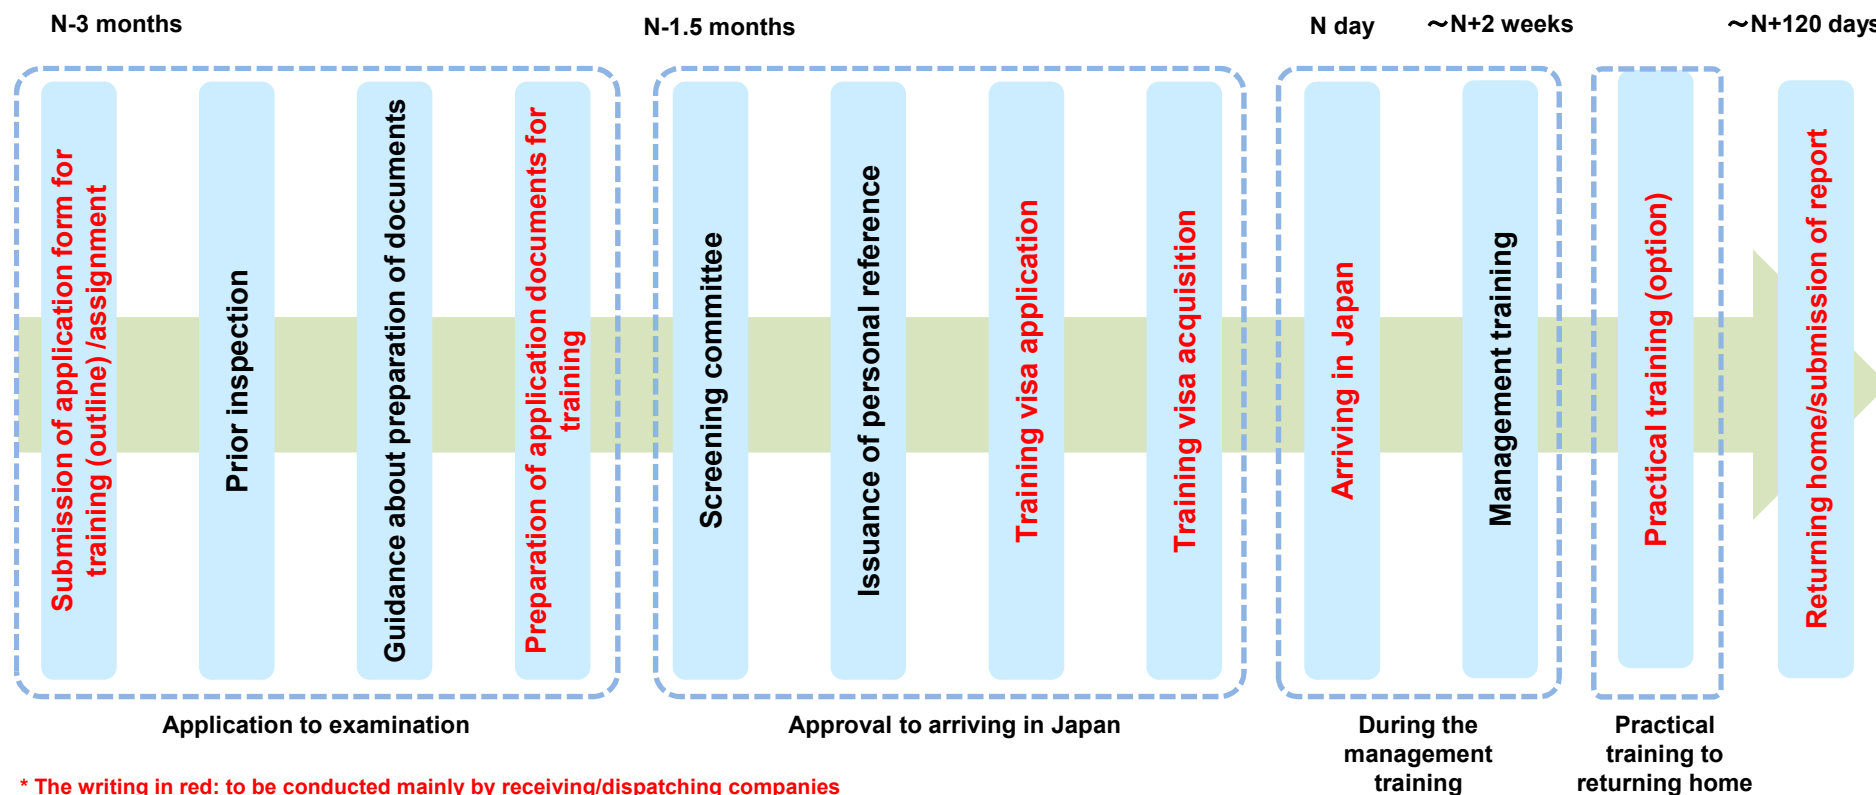 N-3 months
N-1.5 months
N day
～N+2 weeks
～N+120 days
Submission of application form for
training (outline) /assignment
Prior inspection
Guidance about preparation of documents
Preparation of application documents for
training
Screening committee
Issuance of personal reference
Training visa application
Training visa acquisition
Arriving in Japan
Management training
Practical training (option)
Returning home/submission of report
Application to examination
Approval to arriving in Japan
During the
management
training
Practical
training to
returning home
* The writing in red: to be conducted mainly by receiving/dispatching companies